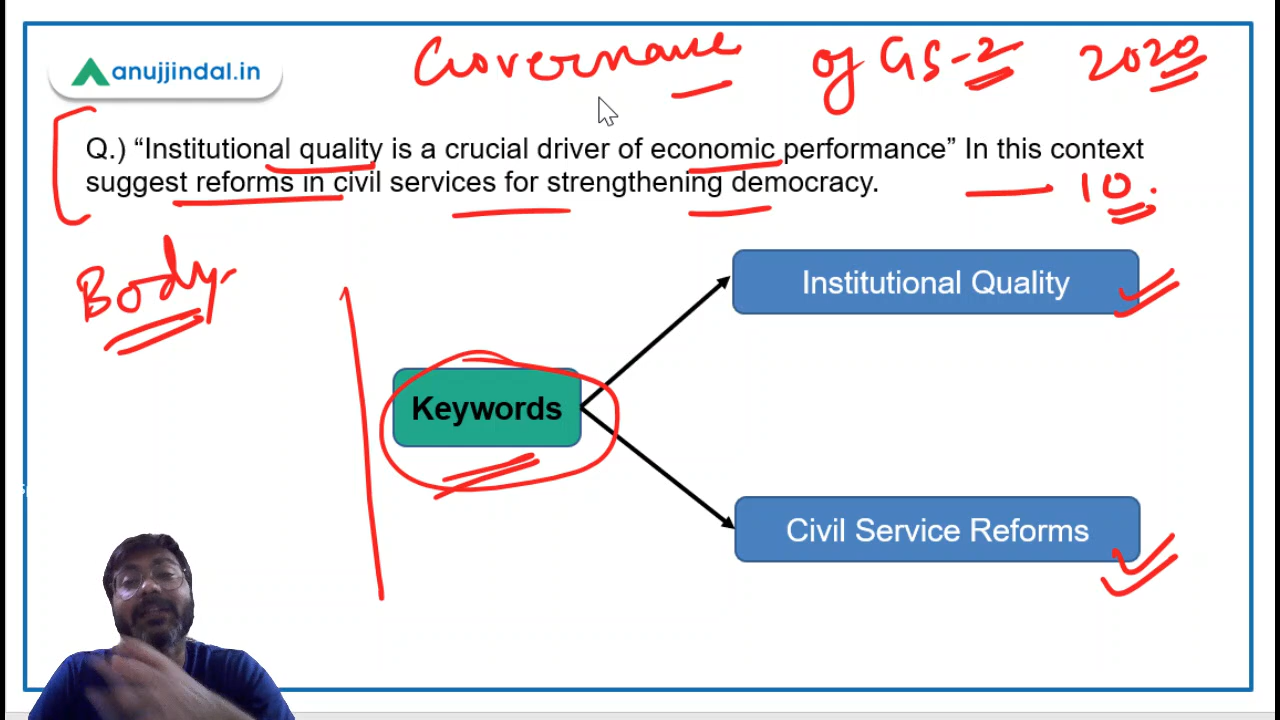 Governance of GS-2 2020
anujjindal.in
Q.) “Institutional quality is a crucial driver of economic performance” In this context
suggest reforms in civil services for strengthening democracy.
10.
Body
Institutional Quality
Keywords
Civil Service Reforms